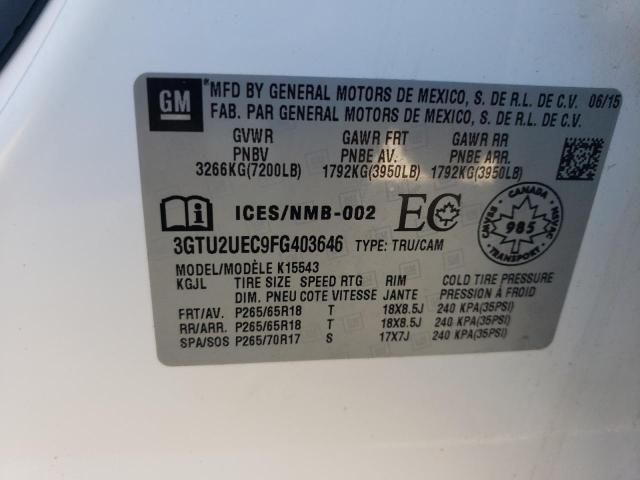 GM
*MFD BY GENERAL MOTORS DE MEXICO, S. DE R.L. DE C.V. 06/15
FAB. PAR GENERAL MOTORS DE MEXICO, S. DE R.L. DE C.V.
GVWR GAWR FRT GAWR RR
PNBV PNBE AV. PNBE ARR.
3266KG(7200LB) 1792KG(3950LB) 1792KG(3950LB)
ICES/NMB-002 EC
CANADA
CMVSS NSVAC
985
TRANSPORT
3GTU2UEC9FG403646 TYPE: TRU/CAM
MODEL/MODÈLE K15543
KGJL TIRE SIZE SPEED RTG RIM COLD TIRE PRESSURE
DIM. PNEU COTE VITESSE JANTE PRESSION À FROID
FRT/AV. P265/65R18 T 18X8.5J 240 KPA(35PSI)
RR/ARR. P265/65R18 T 18X8.5J 240 KPA(35PSI)
SPA/SOS P265/70R17 S 17X7J 240 KPA(35PSI)